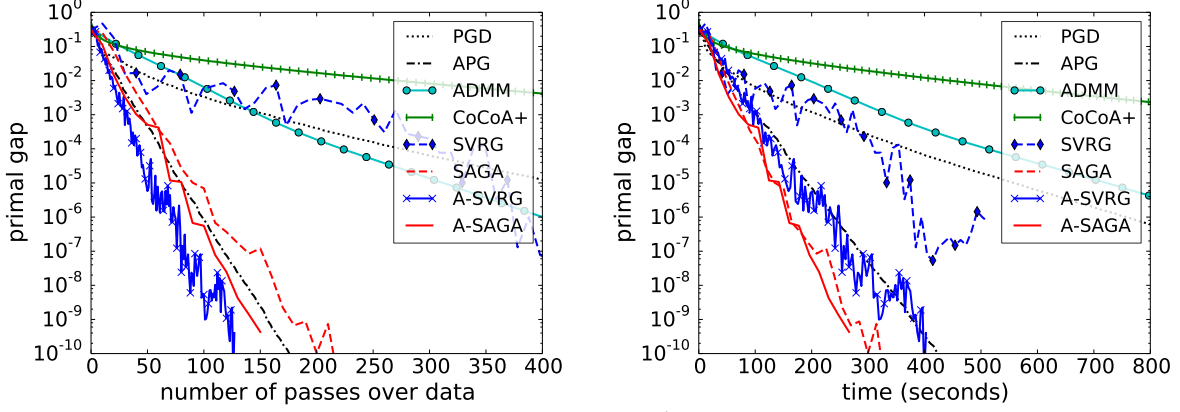 10^0
10^-1
10^-2
10^-3
10^-4
10^-5
10^-6
10^-7
10^-8
10^-9
10^-10
primal gap
0 50 100 150 200 250 300 350 400
number of passes over data
PGD
APG
ADMM
CoCoA+
SVRG
SAGA
A-SVRG
A-SAGA
10^0
10^-1
10^-2
10^-3
10^-4
10^-5
10^-6
10^-7
10^-8
10^-9
10^-10
primal gap
0 100 200 300 400 500 600 700 800
time (seconds)
PGD
APG
ADMM
CoCoA+
SVRG
SAGA
A-SVRG
A-SAGA